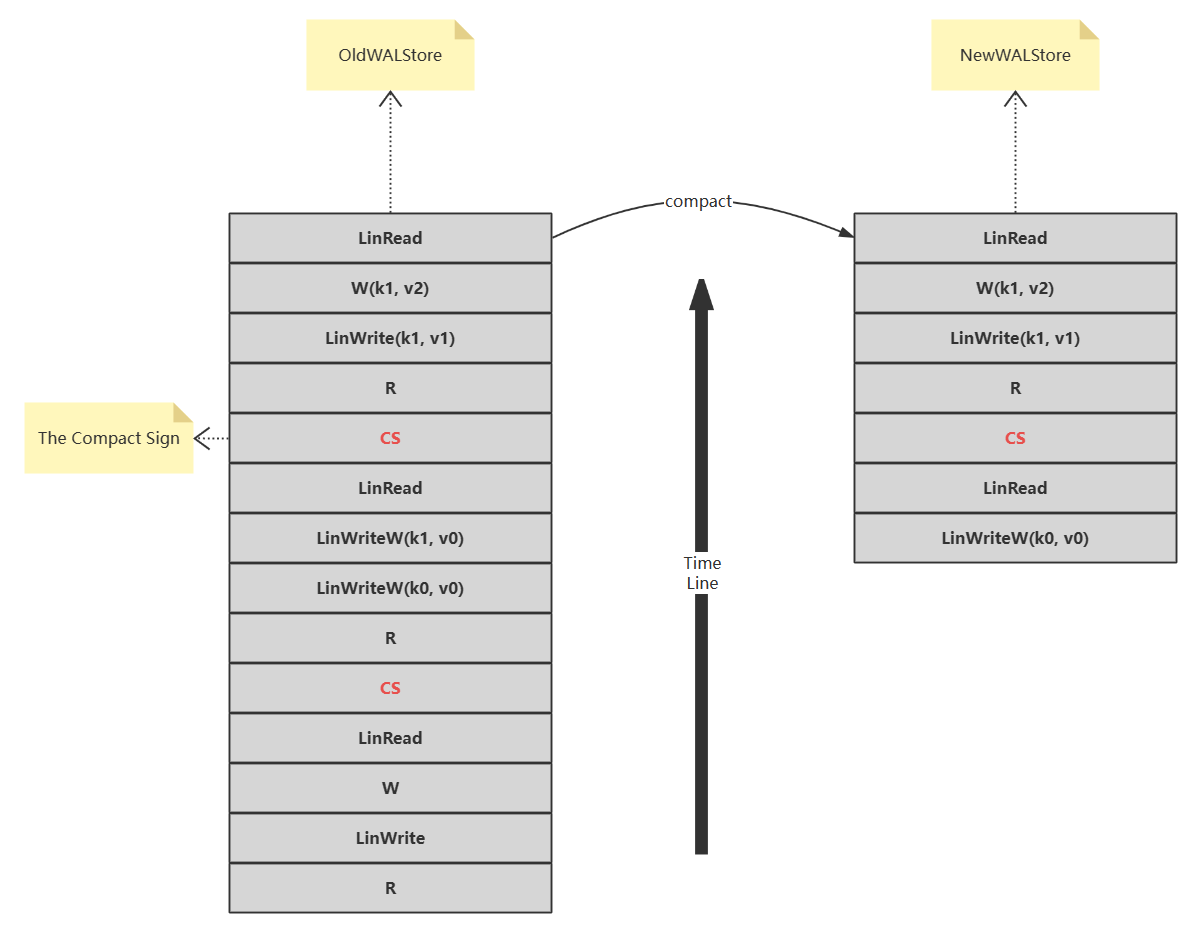 OldWALStore
NewWALStore
compact
LinRead
W(k1, v2)
LinWrite(k1, v1)
R
CS
LinRead
LinWriteW(k1, v0)
LinWriteW(k0, v0)
R
CS
LinRead
W
LinWrite
R
The Compact Sign
Time
Line
LinRead
W(k1, v2)
LinWrite(k1, v1)
R
CS
LinRead
LinWriteW(k0, v0)